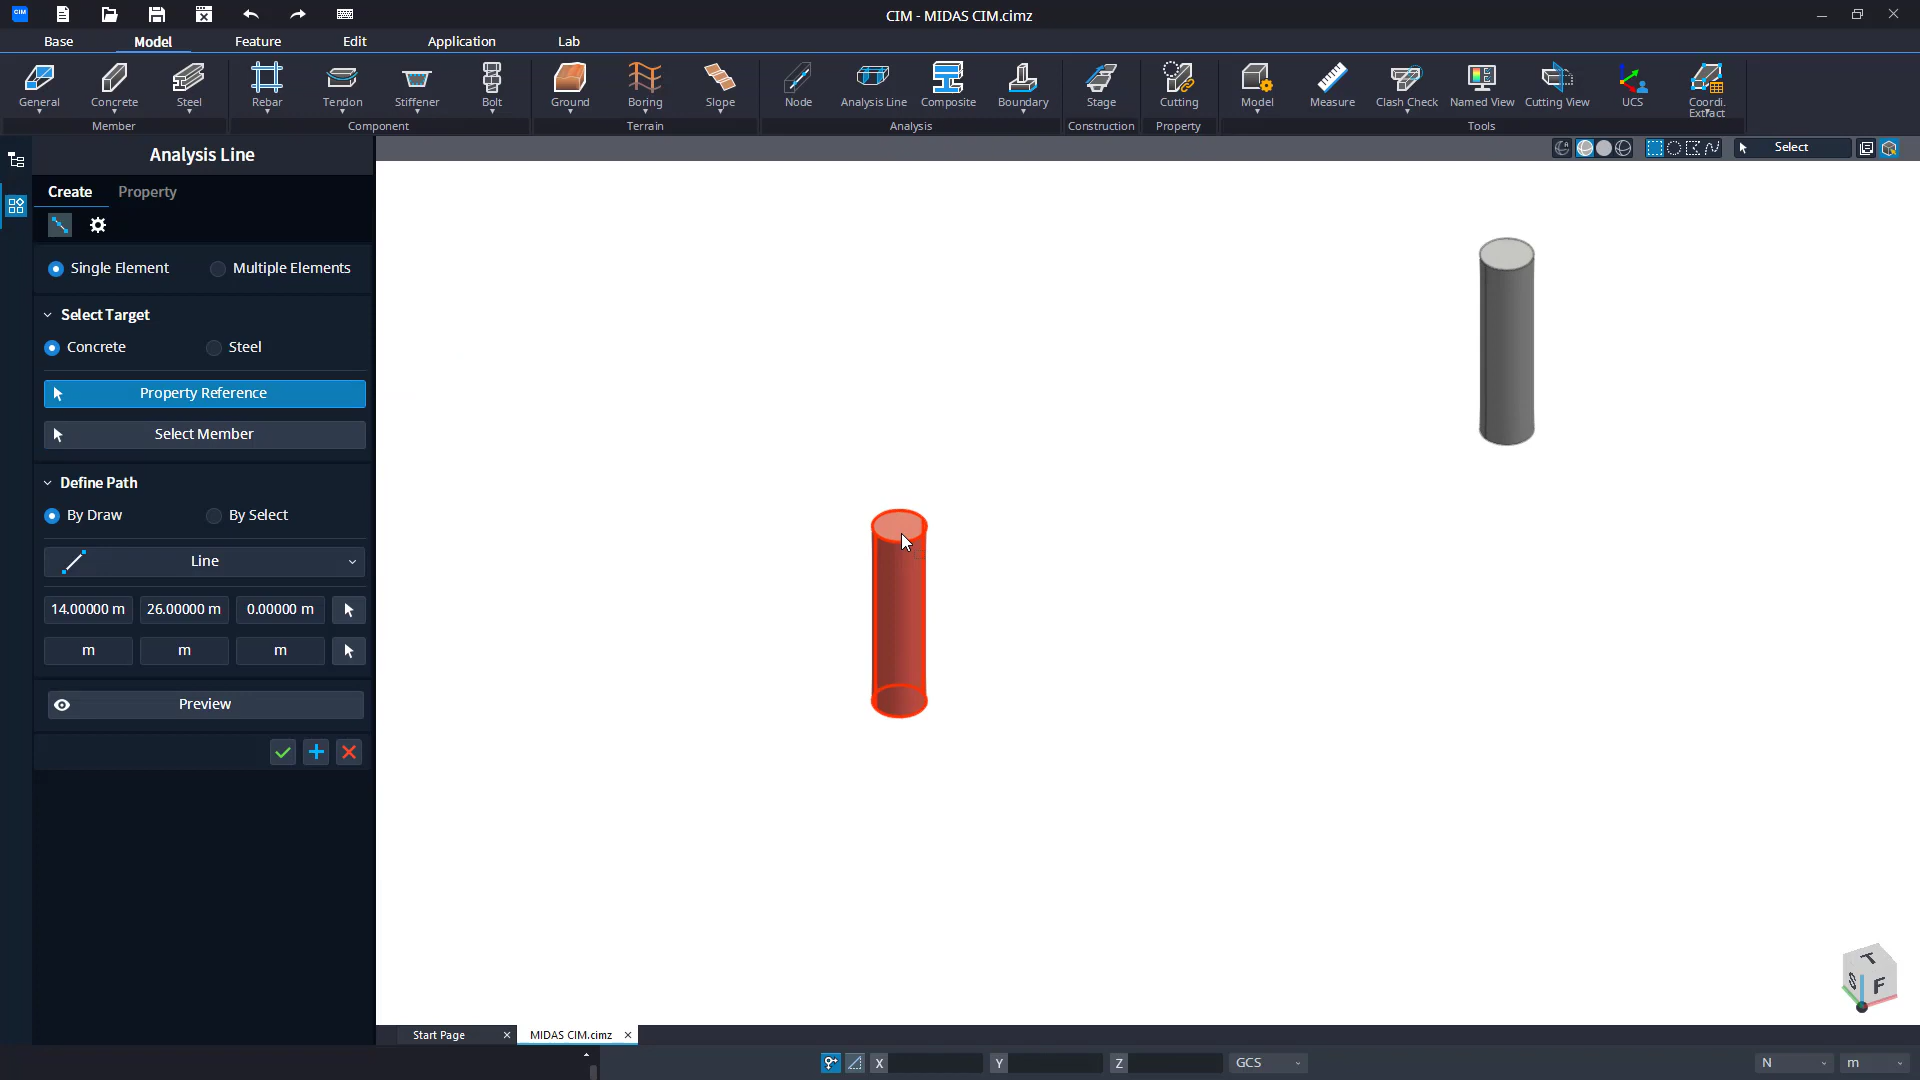 CIM
CIM - MIDAS CIM.cimz
Base Model Feature Edit Application Lab
General Concrete Steel Rebar Tendon Stiffener Bolt Ground Boring Slope Node Analysis Line Composite Boundary Stage Cutting Model Measure Clash Check Named View Cutting View UCS Coordi. Extract
Member Component Terrain Analysis Construction Property Tools
Analysis Line
Select
Create Property
Single Element Multiple Elements
Select Target
Concrete Steel
Property Reference
Select Member
Define Path
By Draw By Select
Line
14.00000 m 26.00000 m 0.00000 m
m m m
Preview
T
S F
Start Page MIDAS CIM.cimz
X Y Z GCS N m